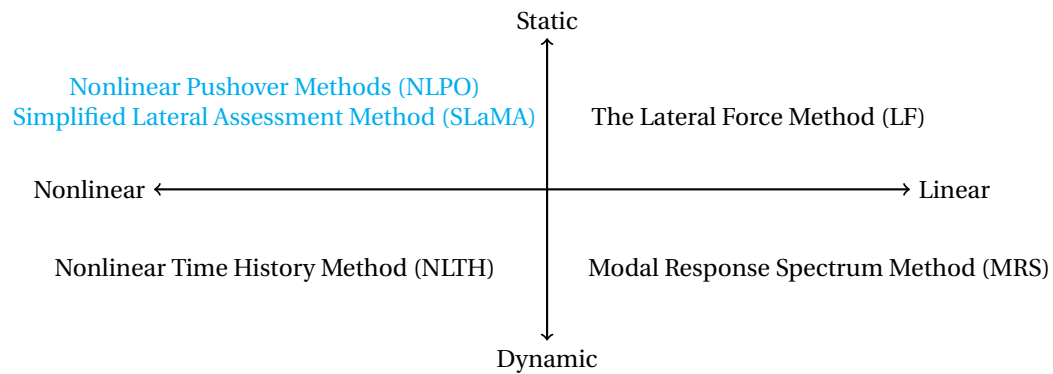 Static
Nonlinear Pushover Methods (NLPO)
Simplified Lateral Assessment Method (SLaMA)
The Lateral Force Method (LF)
Nonlinear
Linear
Nonlinear Time History Method (NLTH)
Modal Response Spectrum Method (MRS)
Dynamic